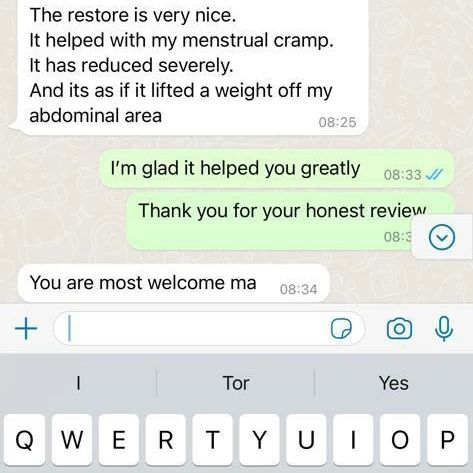 The restore is very nice.
It helped with my menstrual cramp.
It has reduced severely.
And its as if it lifted a weight off my
abdominal area
08:25
I'm glad it helped you greatly
08:33
Thank you for your honest review
08:3
You are most welcome ma
08:34
I Tor Yes
Q W E R T Y U I O P